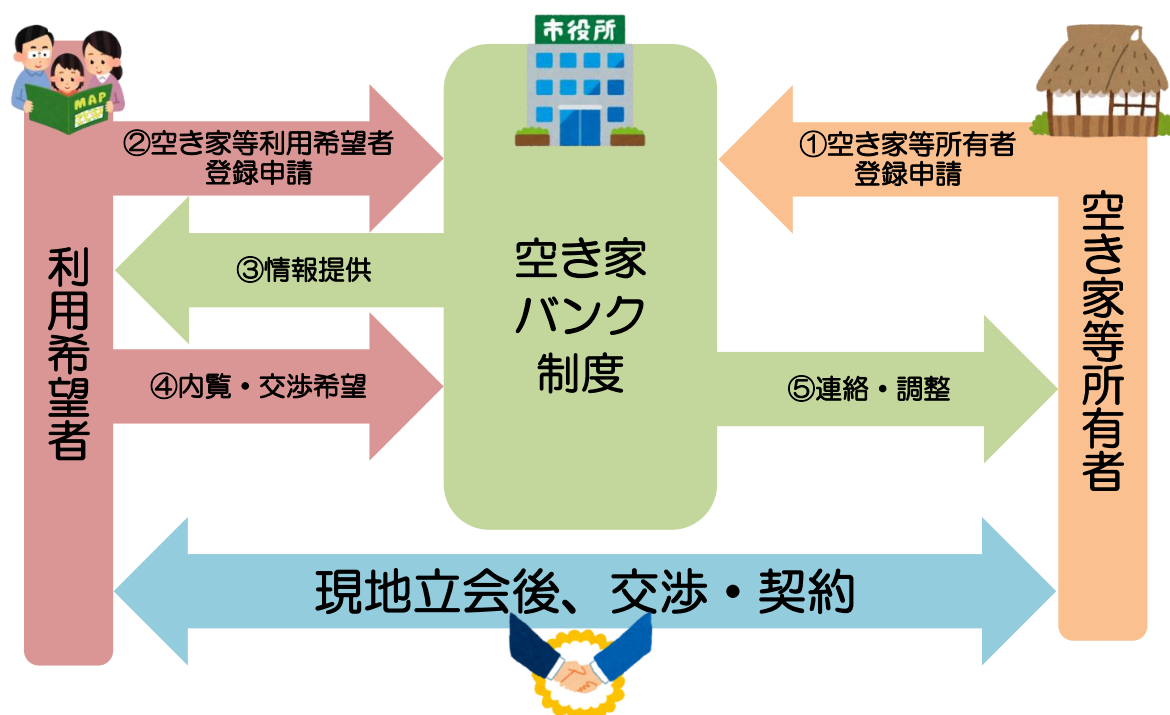 市役所
MAP
②空き家等利用希望者
登録申請
①空き家等所有者
登録申請
利用希望者
③情報提供
空き家
バンク
制度
空き家等所有者
④内覧・交渉希望
⑤連絡・調整
現地立会後、交渉・契約